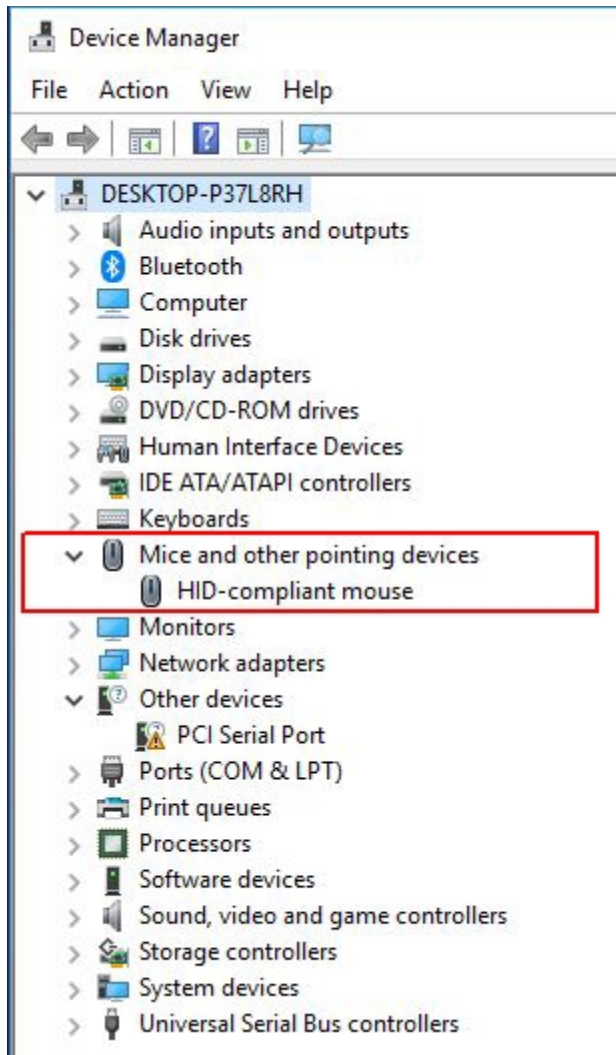 Device Manager
File Action View Help
DESKTOP-P37L8RH
Audio inputs and outputs
Bluetooth
Computer
Disk drives
Display adapters
DVD/CD-ROM drives
Human Interface Devices
IDE ATA/ATAPI controllers
Keyboards
Mice and other pointing devices
HID-compliant mouse
Monitors
Network adapters
Other devices
PCI Serial Port
Ports (COM & LPT)
Print queues
Processors
Software devices
Sound, video and game controllers
Storage controllers
System devices
Universal Serial Bus controllers